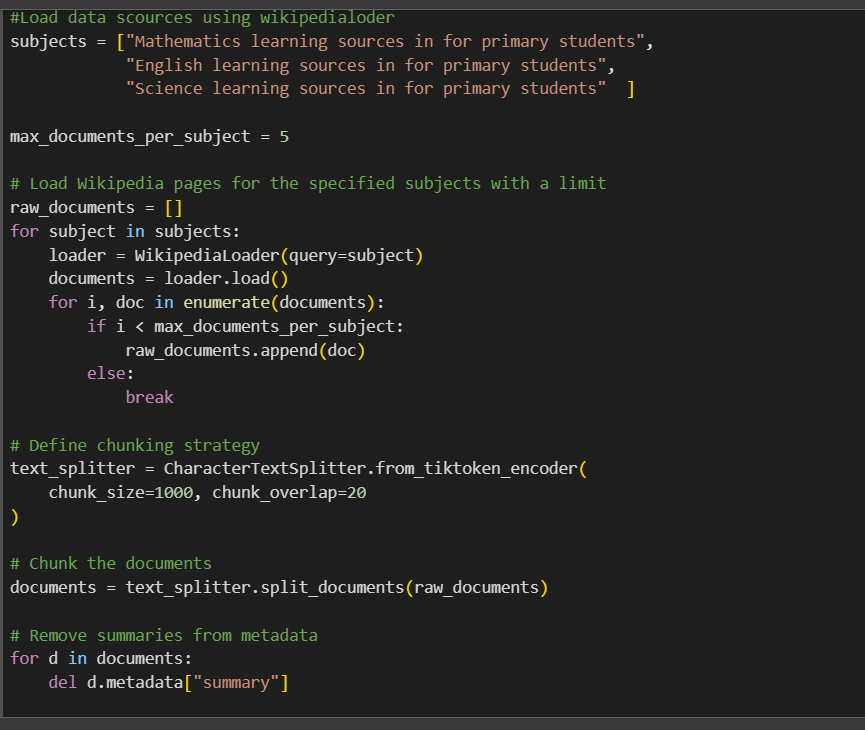 #Load data scources using wikipedialoder
subjects = ["Mathematics learning sources in for primary students",
            "English learning sources in for primary students",
            "Science learning sources in for primary students"  ]

max_documents_per_subject = 5

# Load Wikipedia pages for the specified subjects with a limit
raw_documents = []
for subject in subjects:
    loader = WikipediaLoader(query=subject)
    documents = loader.load()
    for i, doc in enumerate(documents):
        if i < max_documents_per_subject:
            raw_documents.append(doc)
        else:
            break

# Define chunking strategy
text_splitter = CharacterTextSplitter.from_tiktoken_encoder(
    chunk_size=1000, chunk_overlap=20
)

# Chunk the documents
documents = text_splitter.split_documents(raw_documents)

# Remove summaries from metadata
for d in documents:
    del d.metadata["summary"]